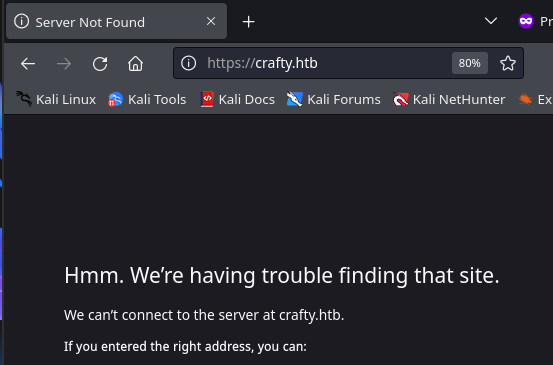 Server Not Found
Pr
https://crafty.htb
80%
Kali Linux Kali Tools Kali Docs Kali Forums Kali NetHunter Ex
Hmm. We’re having trouble finding that site.
We can’t connect to the server at crafty.htb.
If you entered the right address, you can: